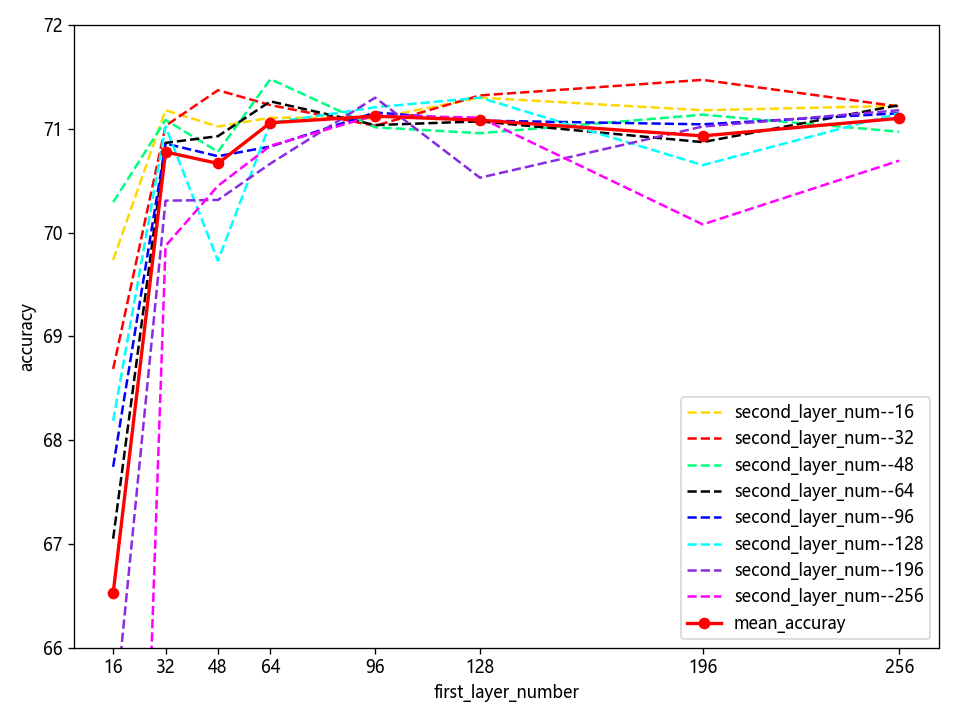 72
71
70
69
68
67
66
accuracy
16 32 48 64 96 128 196 256
first_layer_number
second_layer_num--16
second_layer_num--32
second_layer_num--48
second_layer_num--64
second_layer_num--96
second_layer_num--128
second_layer_num--196
second_layer_num--256
mean_accuray